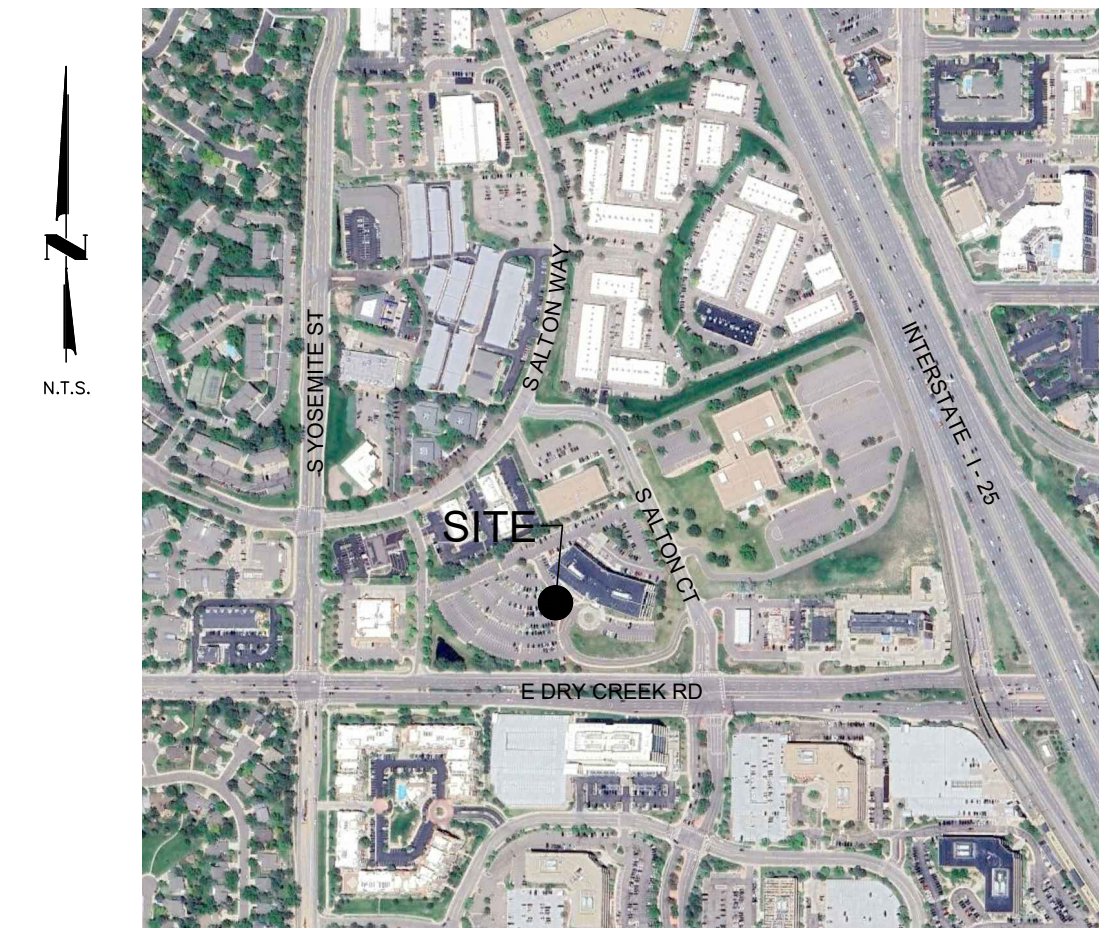 N
N.T.S.
S YOSEMITE ST
S ALTON WAY
INTERSTATE - I - 25
SITE
S ALTON CT
E DRY CREEK RD